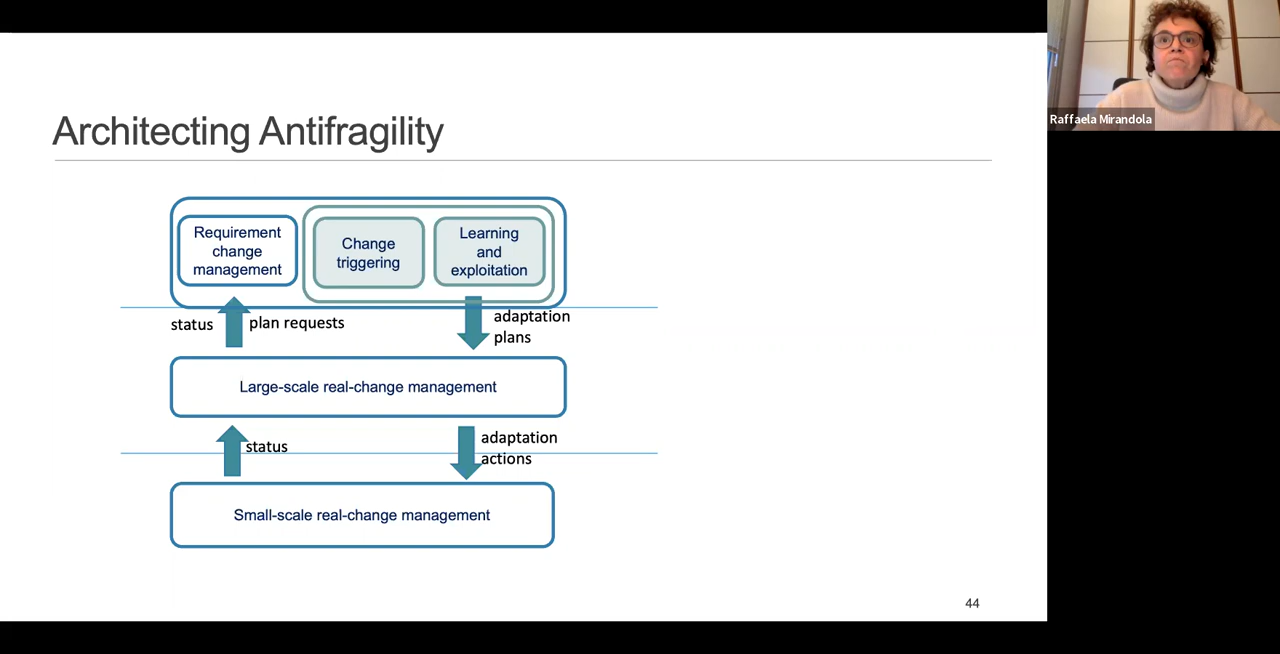 Raffaela Mirandola
Architecting Antifragility
Requirement
change
management
Change
triggering
Learning
and
exploitation
status
plan requests
adaptation
plans
Large-scale real-change management
status
adaptation
actions
Small-scale real-change management
44